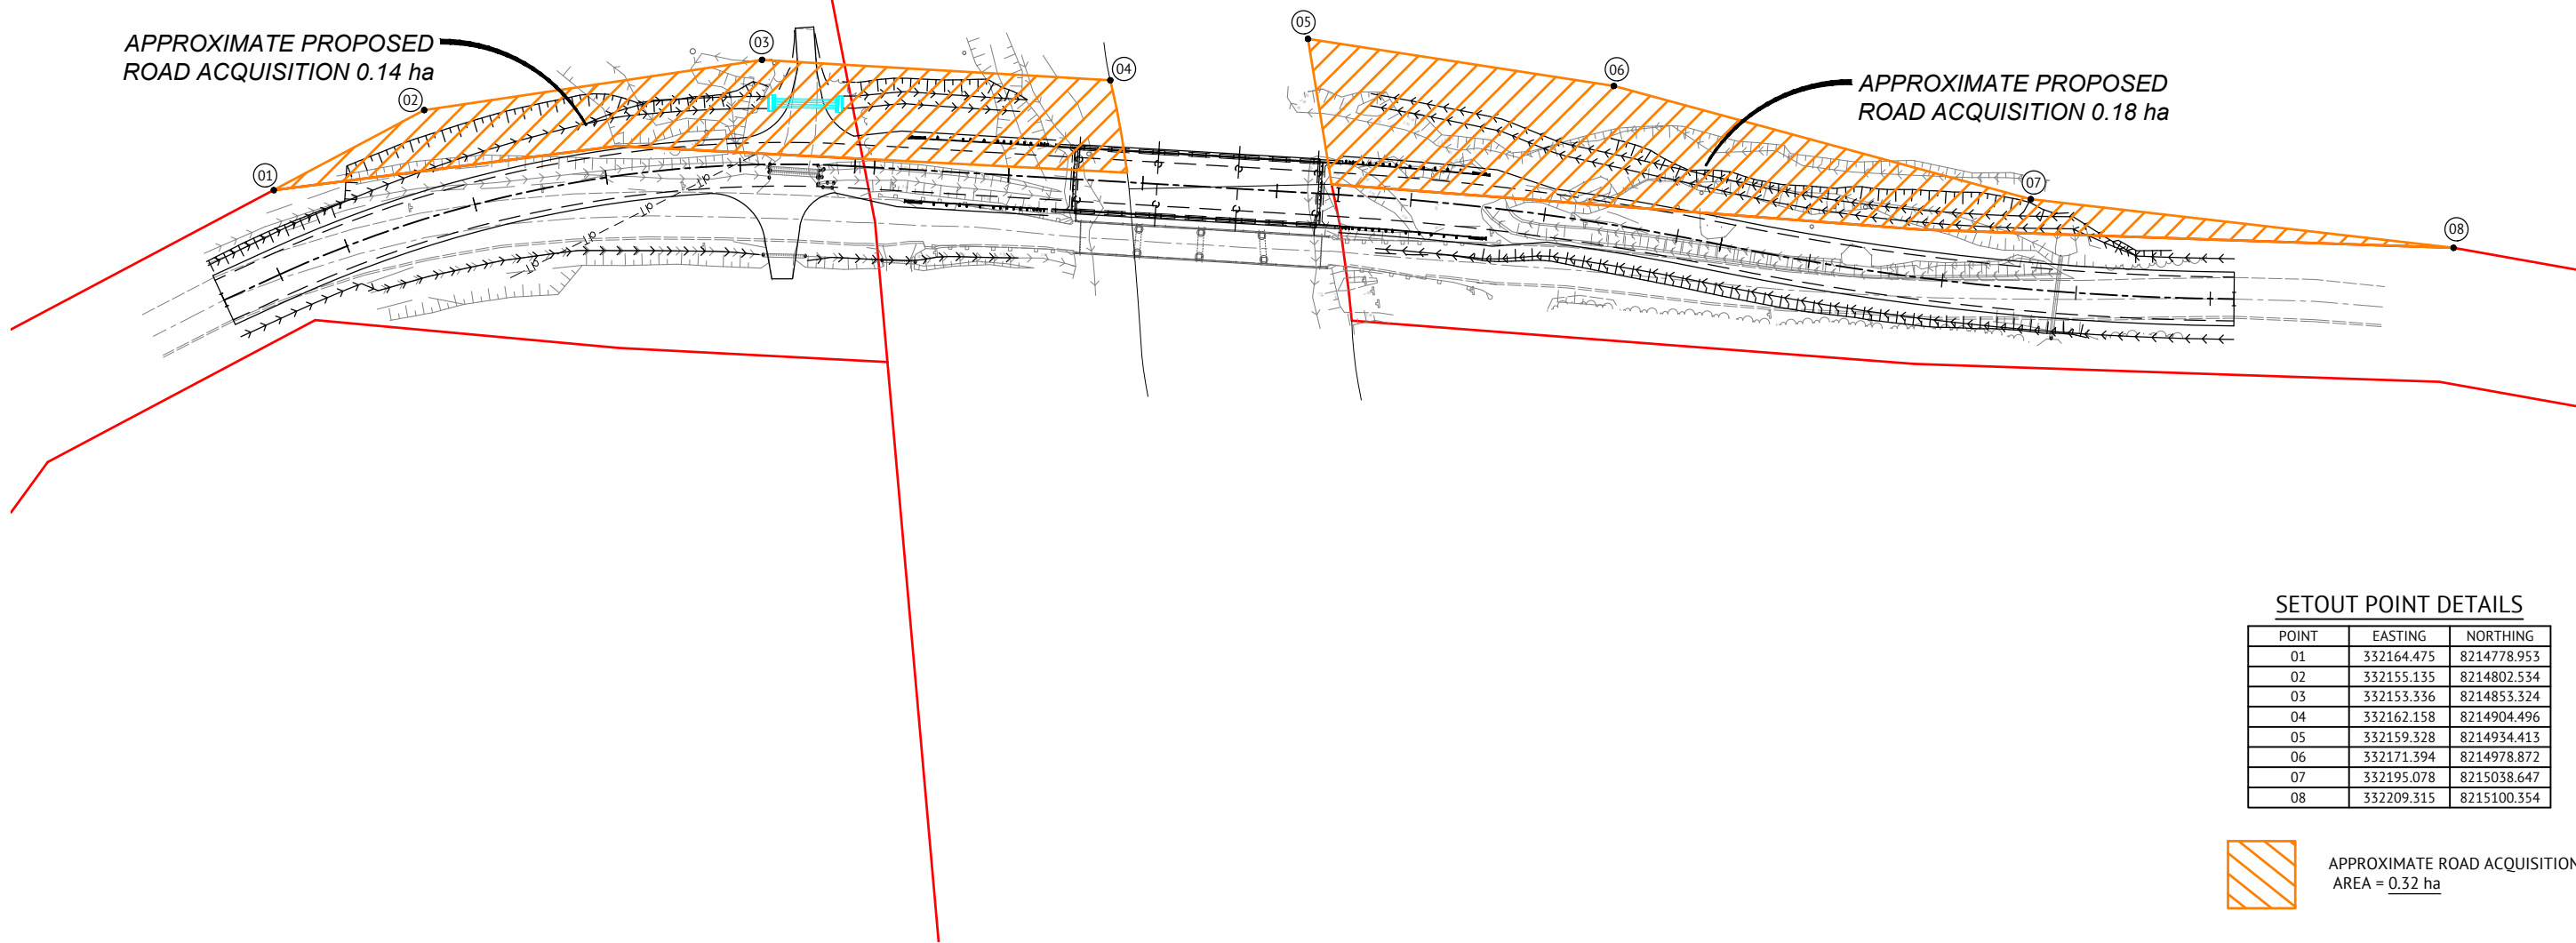 APPROXIMATE PROPOSED
ROAD ACQUISITION 0.14 ha
01
02
03
04
05
06
07
08
APPROXIMATE PROPOSED
ROAD ACQUISITION 0.18 ha
SETOUT POINT DETAILS
POINT EASTING NORTHING
01 332164.475 8214778.953
02 332155.135 8214802.534
03 332153.336 8214853.324
04 332162.158 8214904.496
05 332159.328 8214934.413
06 332171.394 8214978.872
07 332195.078 8215038.647
08 332209.315 8215100.354
APPROXIMATE ROAD ACQUISITION
AREA = 0.32 ha